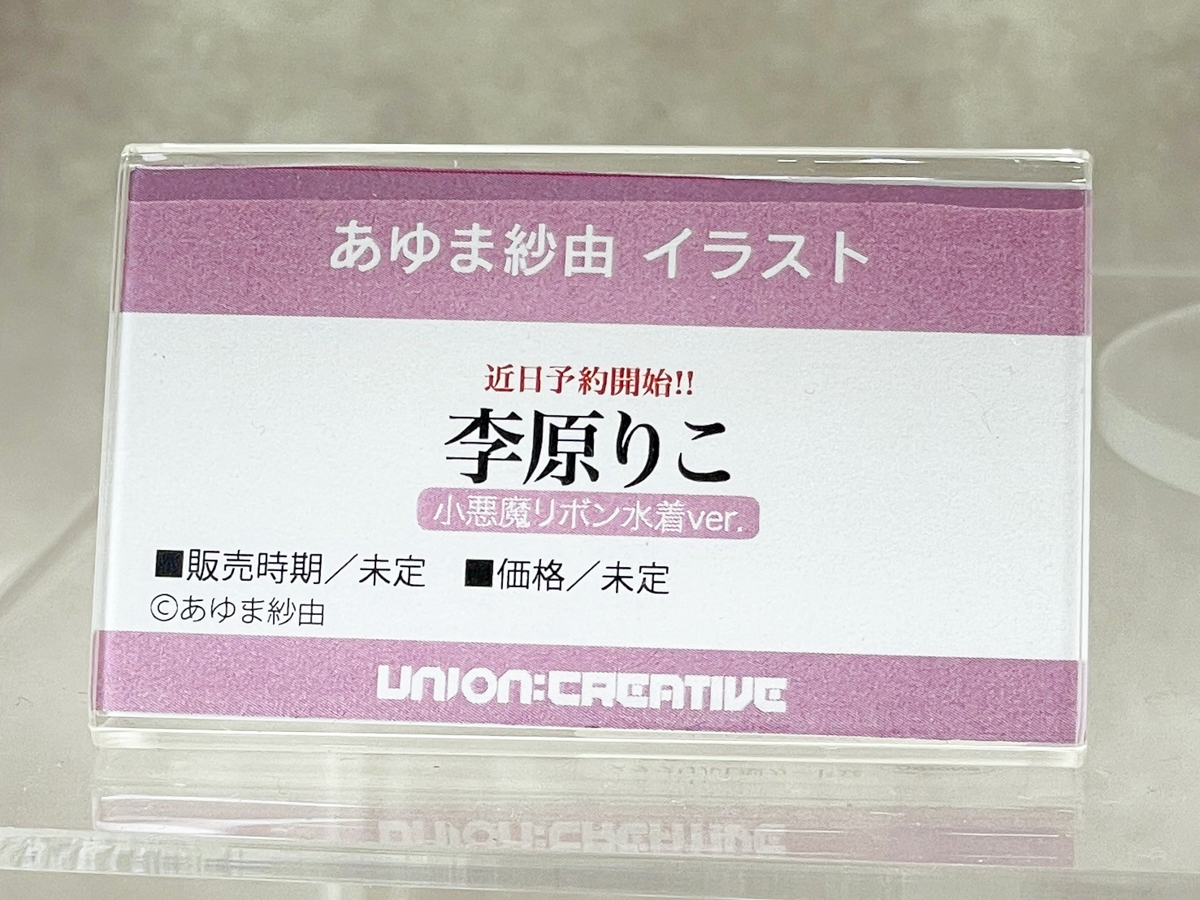 あゆま紗由 イラスト
近日予約開始!!
李原りこ
小悪魔リボン水着ver.
■販売時期／未定　■価格／未定
©あゆま紗由
UNION:CREATIVE